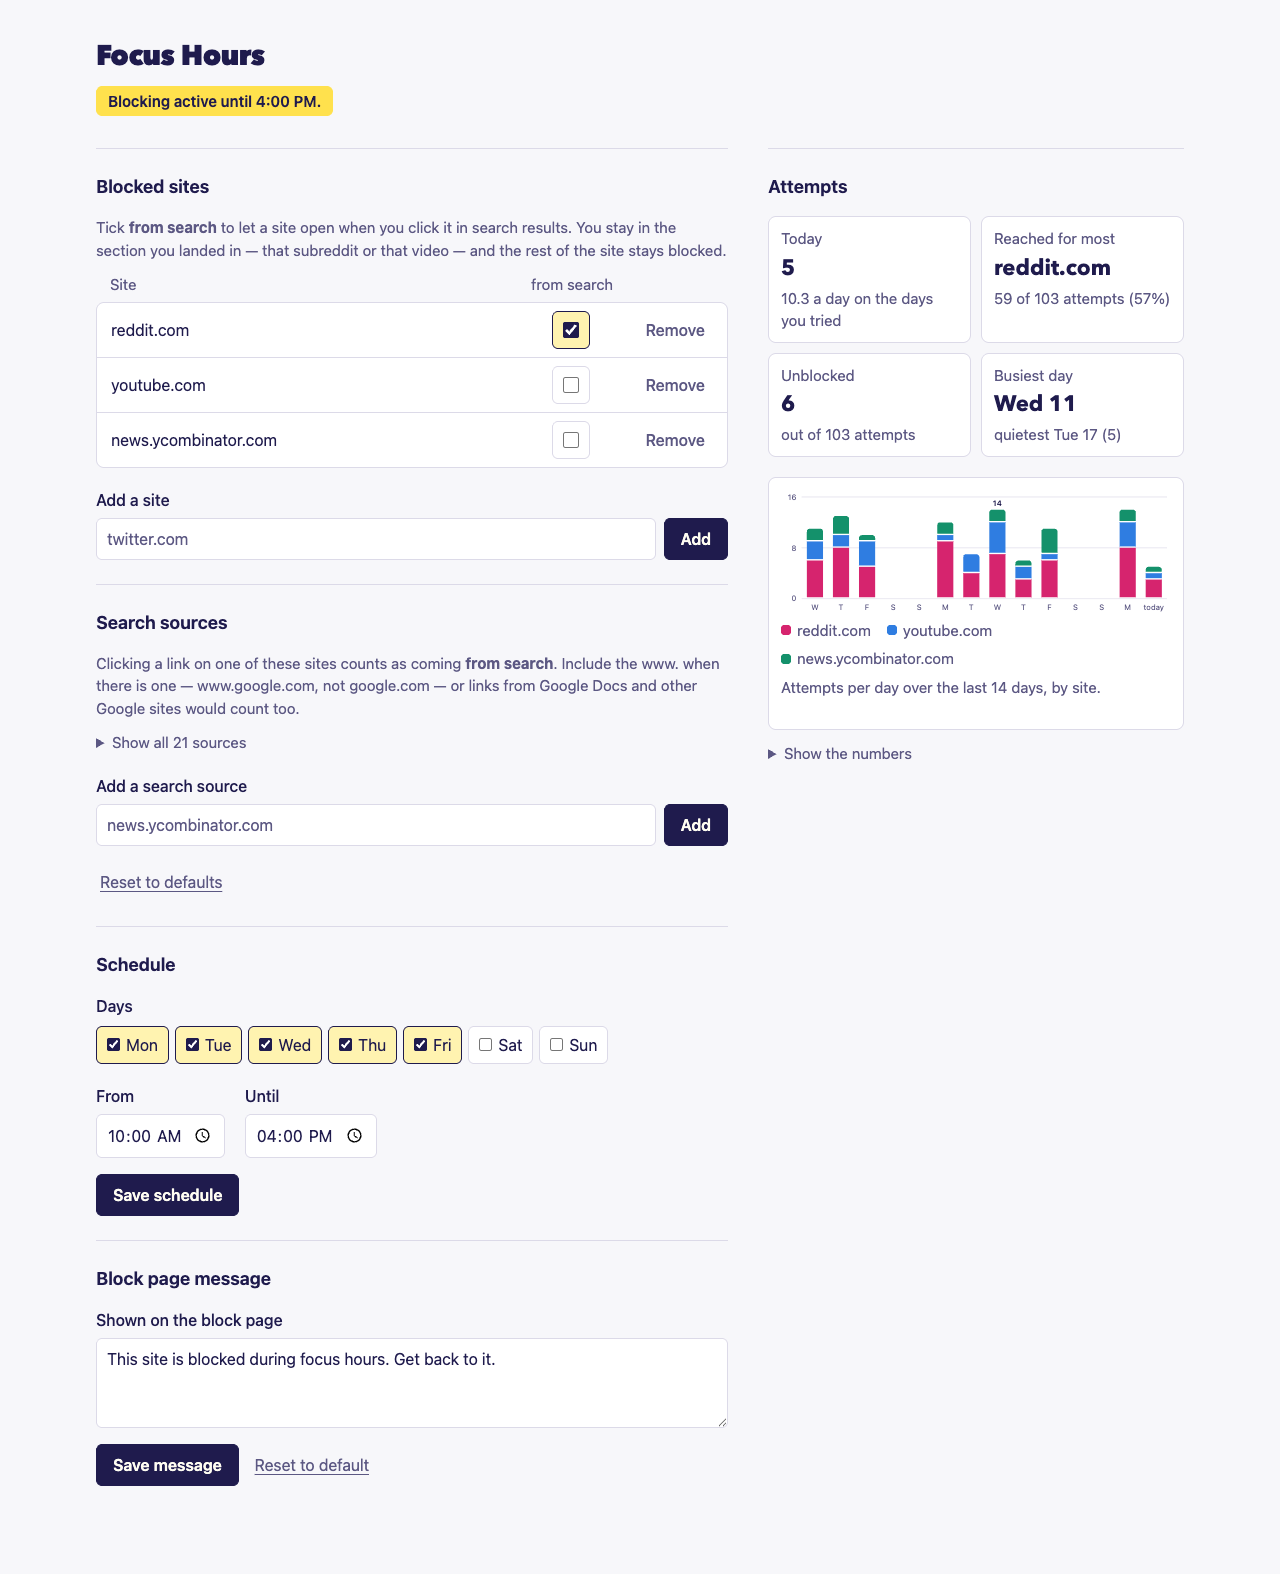 Focus Hours
Blocking active until 4:00 PM.
Blocked sites
Tick from search to let a site open when you click it in search results. You stay in the
section you landed in — that subreddit or that video — and the rest of the site stays blocked.
Site from search
reddit.com Remove
youtube.com Remove
news.ycombinator.com Remove
Add a site
twitter.com Add
Search sources
Clicking a link on one of these sites counts as coming from search. Include the www. when
there is one — www.google.com, not google.com — or links from Google Docs and other
Google sites would count too.
Show all 21 sources
Add a search source
news.ycombinator.com Add
Reset to defaults
Schedule
Days
Mon Tue Wed Thu Fri Sat Sun
From Until
10:00 AM 04:00 PM
Save schedule
Block page message
Shown on the block page
This site is blocked during focus hours. Get back to it.
Save message Reset to default
Attempts
Today
5
10.3 a day on the days
you tried
Reached for most
reddit.com
59 of 103 attempts (57%)
Unblocked
6
out of 103 attempts
Busiest day
Wed 11
quietest Tue 17 (5)
16
14
8
0
W T F S S M T W T F S S M today
reddit.com youtube.com
news.ycombinator.com
Attempts per day over the last 14 days, by site.
Show the numbers